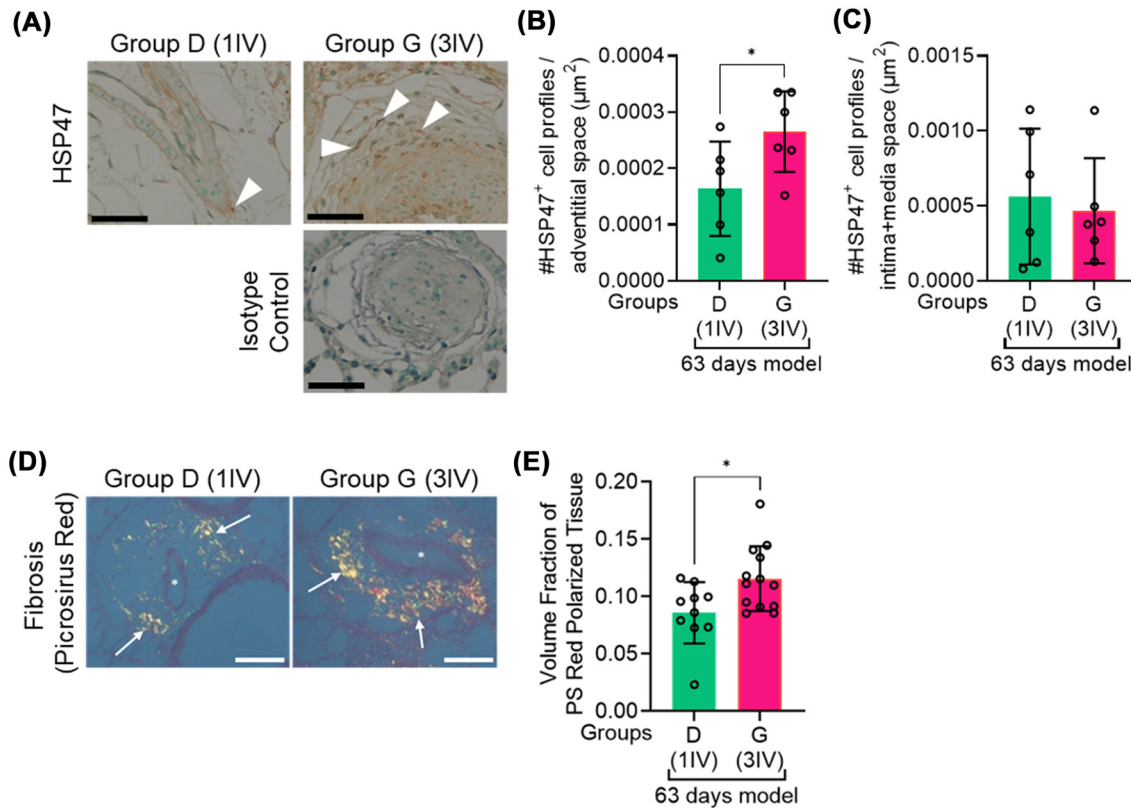 (A)
Group D (1IV)
Group G (3IV)
HSP47
Isotype
Control
(B)
#HSP47⁺ cell profiles /
adventitial space (µm²)
0.0004
0.0003
0.0002
0.0001
0.0000
*
Groups
D
(1IV)
G
(3IV)
63 days model
(C)
#HSP47⁺ cell profiles /
intima+media space (µm²)
0.0015
0.0010
0.0005
0.0000
Groups
D
(1IV)
G
(3IV)
63 days model
(D)
Group D (1IV)
Group G (3IV)
Fibrosis
(Picrosirus Red)
*
*
(E)
Volume Fraction of
PS Red Polarized Tissue
0.20
0.15
0.10
0.05
0.00
*
Groups
D
(1IV)
G
(3IV)
63 days model